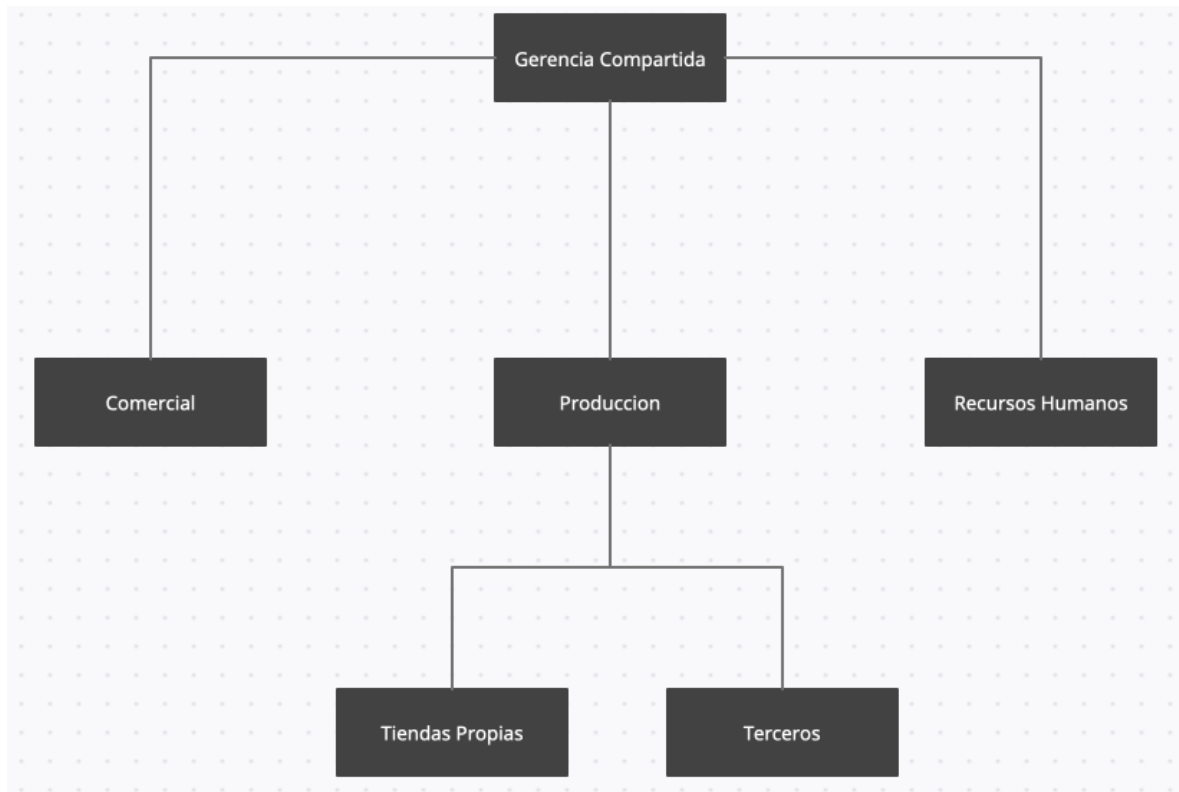 Gerencia Compartida
Comercial
Produccion
Recursos Humanos
Tiendas Propias
Terceros